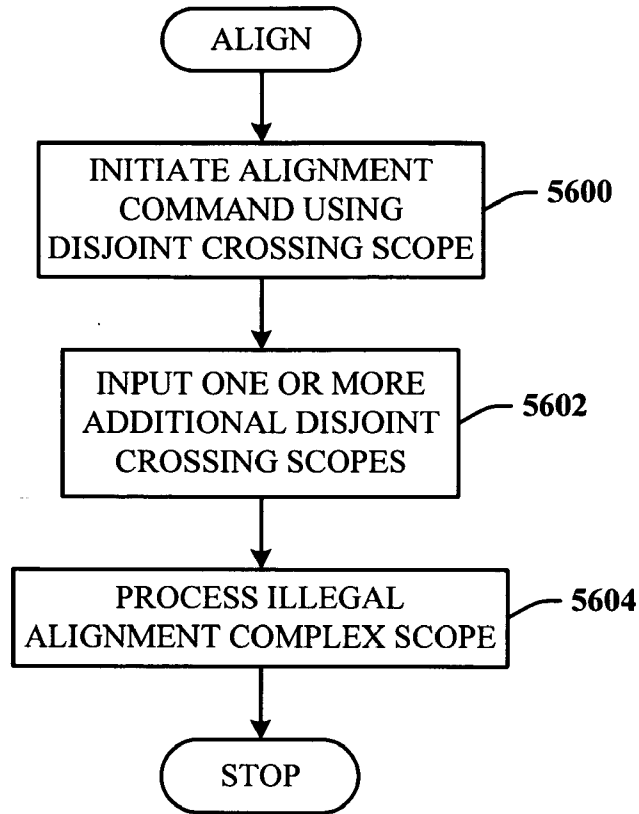 ALIGN
INITIATE ALIGNMENT
COMMAND USING
DISJOINT CROSSING SCOPE
5600
INPUT ONE OR MORE
ADDITIONAL DISJOINT
CROSSING SCOPES
5602
PROCESS ILLEGAL
ALIGNMENT COMPLEX SCOPE
5604
STOP